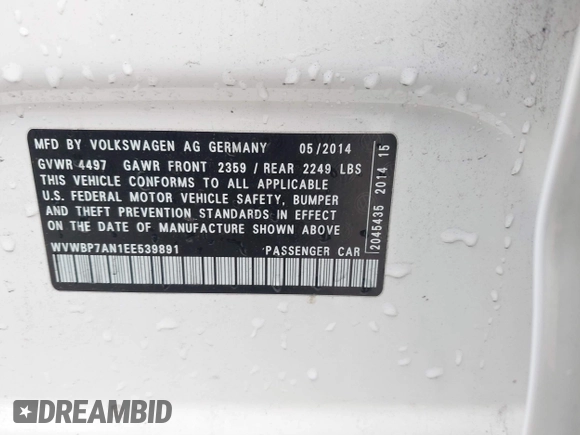 MFD BY VOLKSWAGEN AG GERMANY 05/2014
GVWR 4497 GAWR FRONT 2359 / REAR 2249 LBS
THIS VEHICLE CONFORMS TO ALL APPLICABLE
U.S. FEDERAL MOTOR VEHICLE SAFETY, BUMPER
AND THEFT PREVENTION STANDARDS IN EFFECT
ON THE DATE OF MANUFACTURE SHOWN ABOVE
WVWBP7AN1EE539891 PASSENGER CAR
2045435 2014 15
DREAMBID